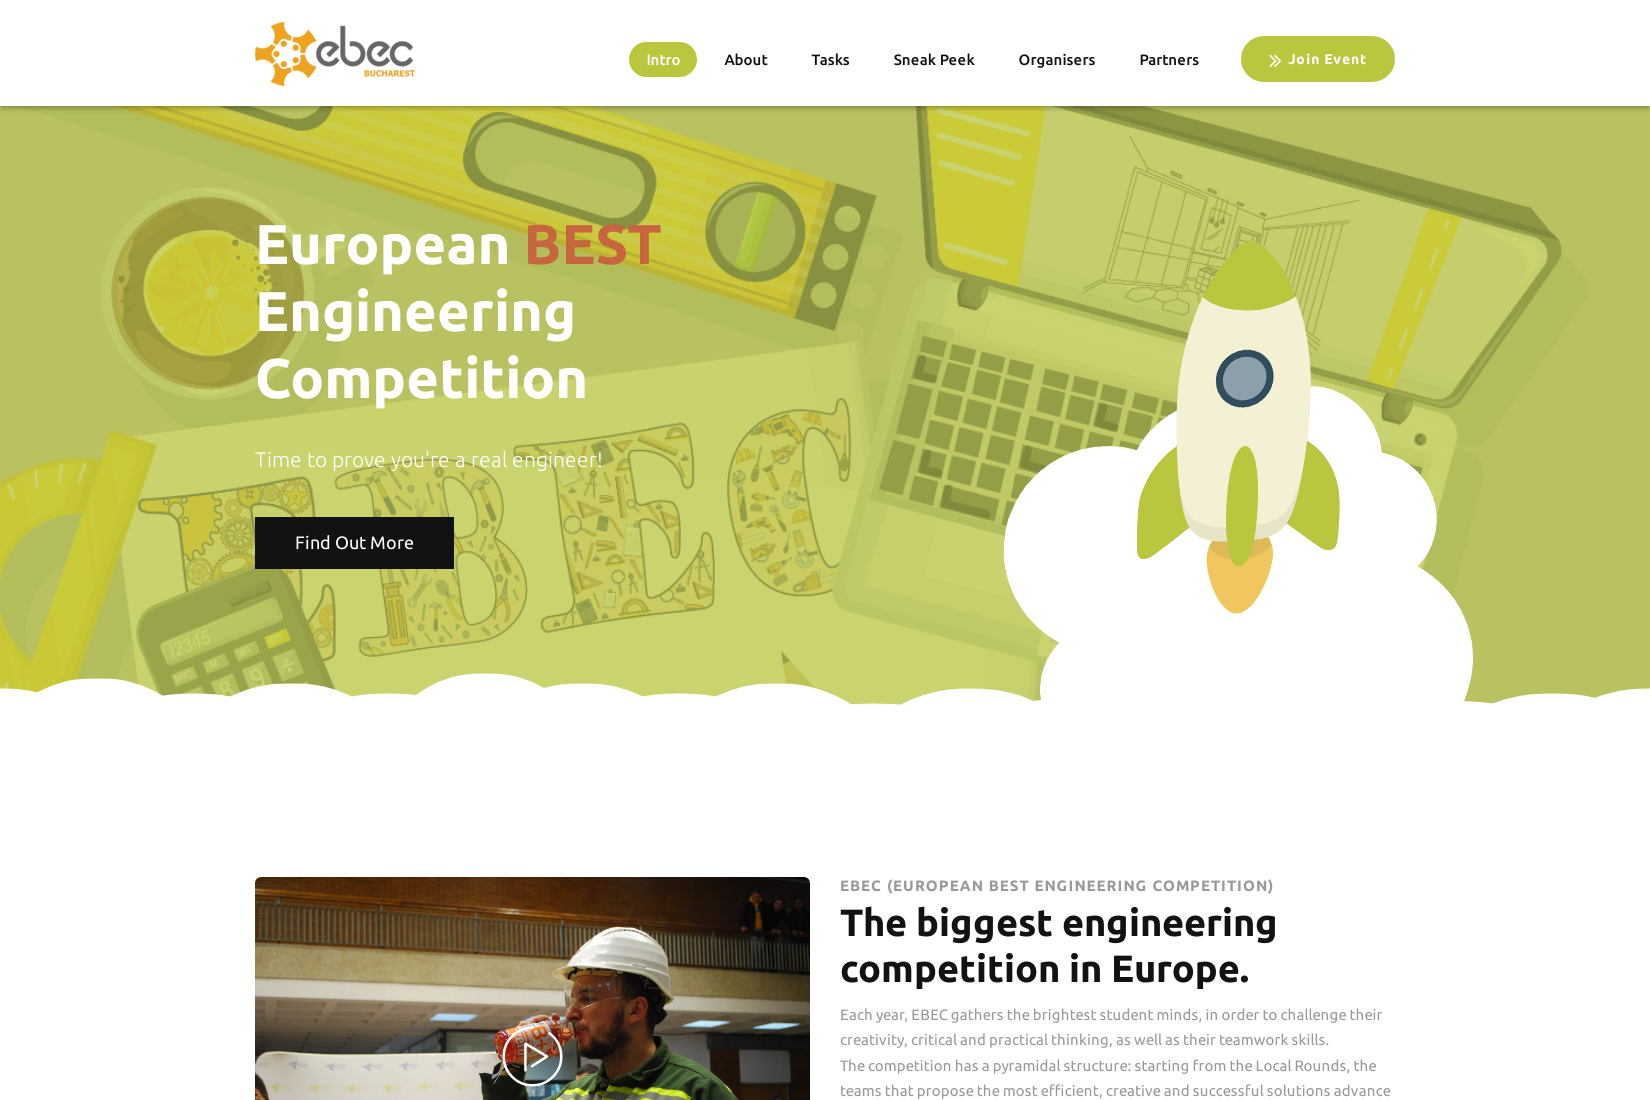 ebec
BUCHAREST
Intro
About
Tasks
Sneak Peek
Organisers
Partners
Join Event
European BEST
Engineering
Competition
Time to prove you're a real engineer!
Find Out More
EBEC
12345
EBEC (EUROPEAN BEST ENGINEERING COMPETITION)
The biggest engineering
competition in Europe.
Each year, EBEC gathers the brightest student minds, in order to challenge their
creativity, critical and practical thinking, as well as their teamwork skills.
The competition has a pyramidal structure: starting from the Local Rounds, the
teams that propose the most efficient, creative and successful solutions advance